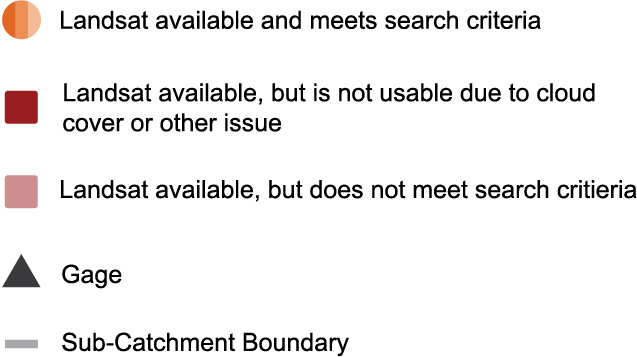 Landsat available and meets search criteria
Landsat available, but is not usable due to cloud
cover or other issue
Landsat available, but does not meet search critieria
Gage
Sub-Catchment Boundary